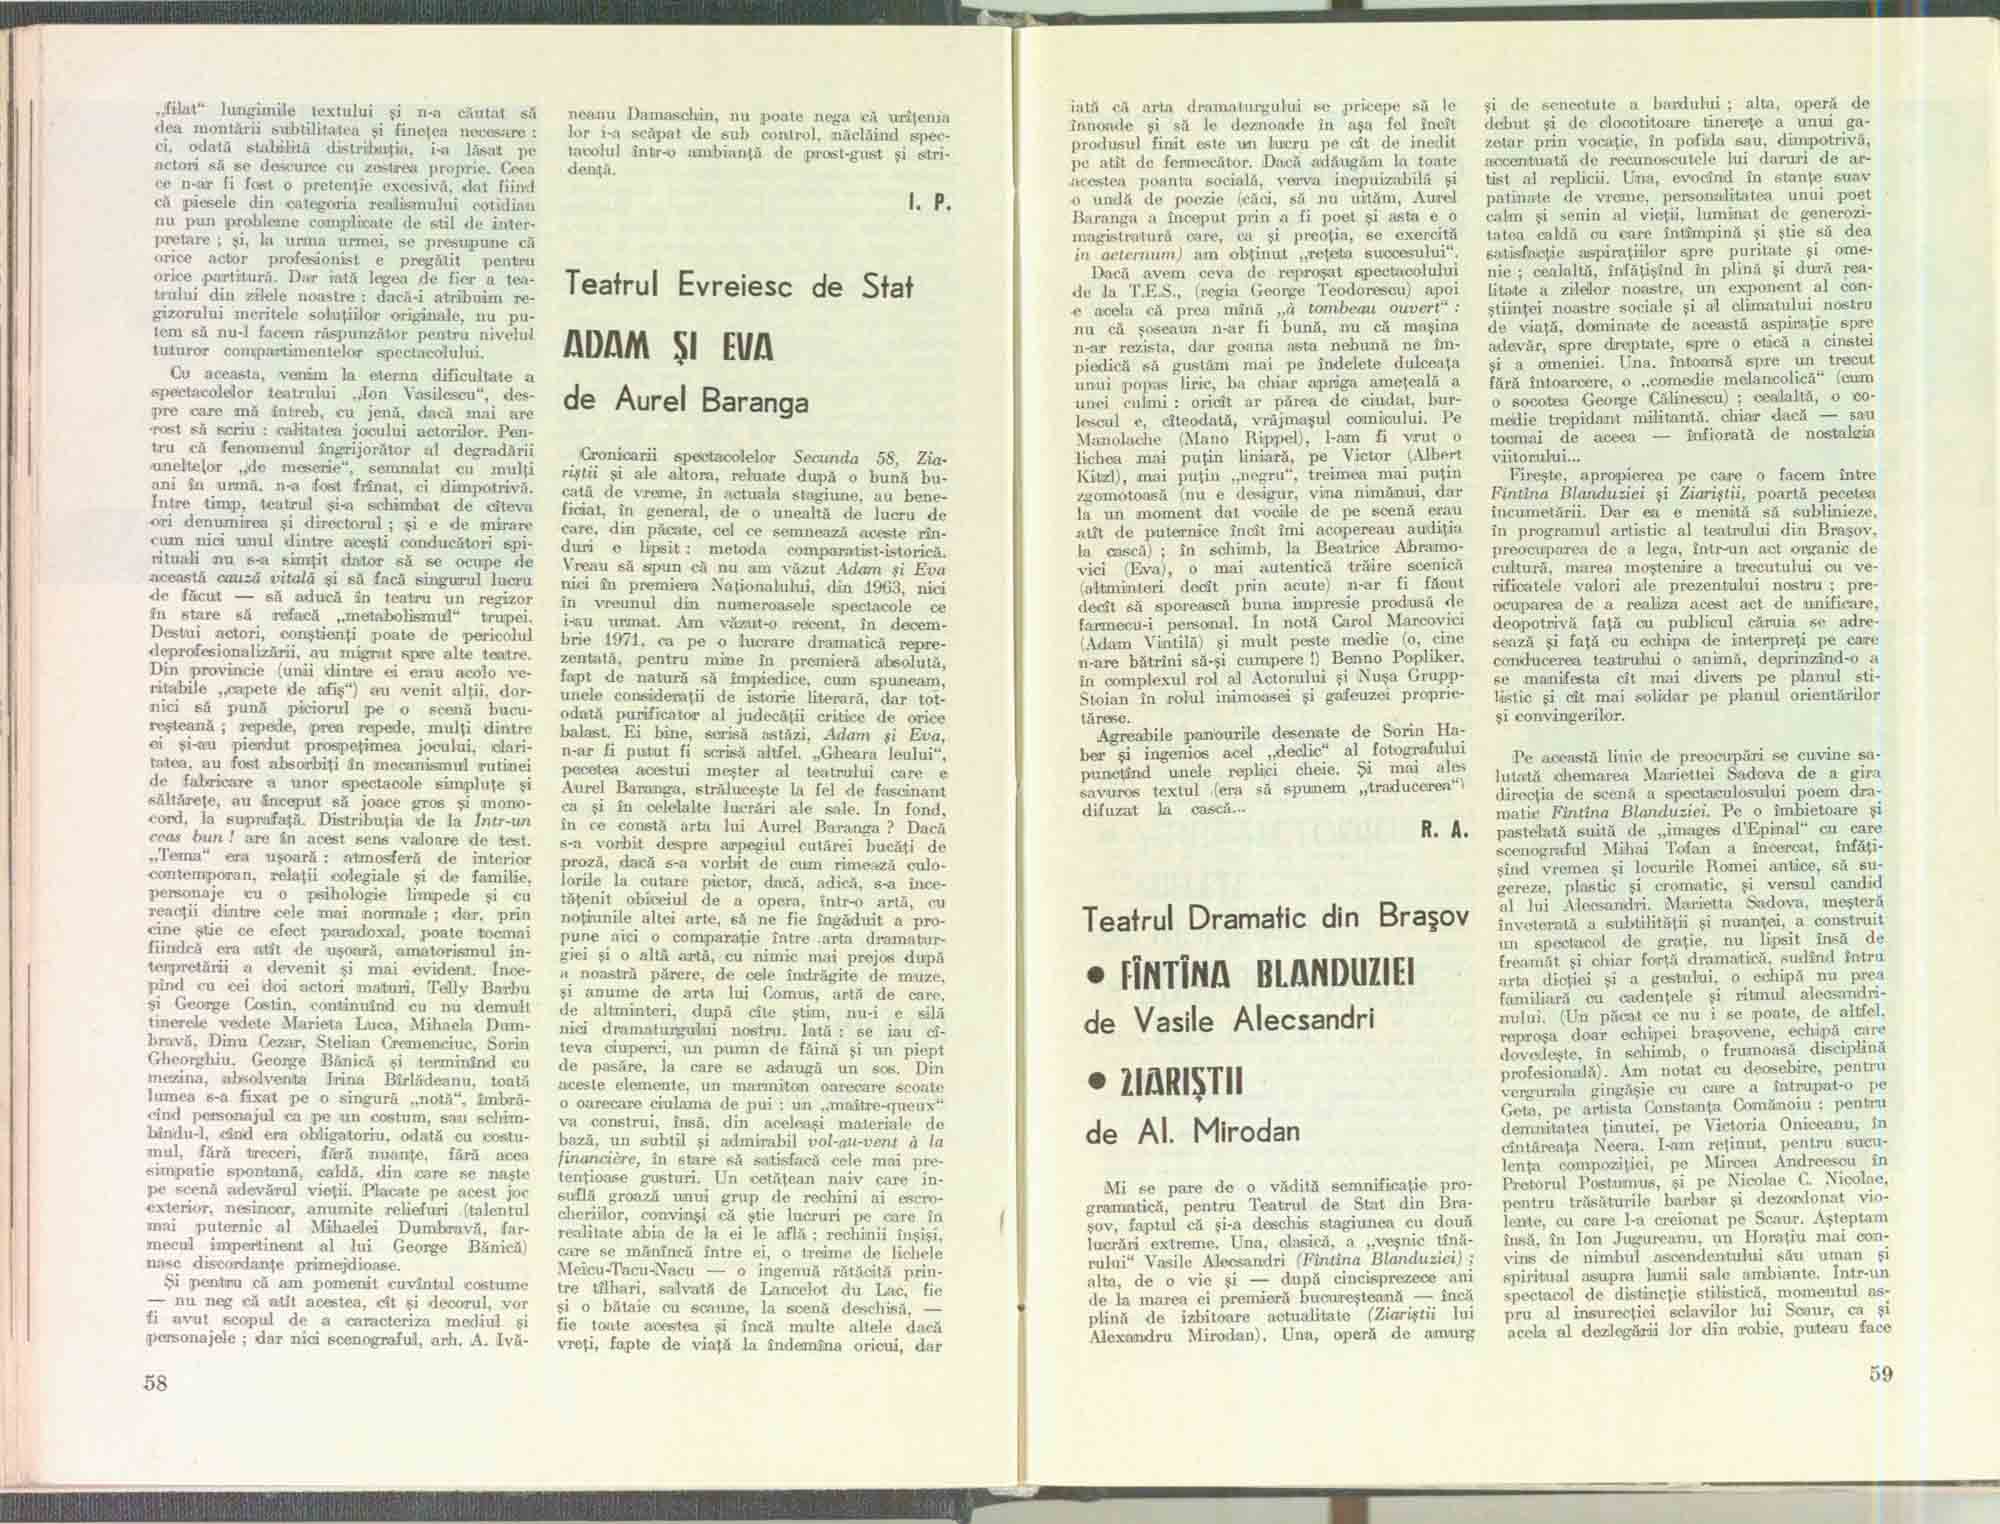 „filat“ lungimile textului și n-a căutat să
dea montării subtilitatea și finețea necesare :
ci, odată stabilită distribuția, i-a lăsat pe
actori să se descurce cu zestrea proprie. Ceea
ce n-ar fi fost o pretenție excesivă, dat fiind
că piesele din categoria realismului cotidian
nu pun probleme complicate de stil de inter-
pretare ; și, la urma urmei, se presupune că
orice actor profesionist e pregătit pentru
orice partitură. Dar iată legea de fier a tea-
trului din zilele noastre : dacă-i atribuim re-
gizorului meritele soluțiilor originale, nu pu-
tem să nu-l facem răspunzător pentru nivelul
tuturor compartimentelor spectacolului.
Cu aceasta, venim la eterna dificultate a
spectacolelor teatrului „Ion Vasilescu“, des-
pre care mă întreb, cu jenă, dacă mai are
rost să scriu : calitatea jocului actorilor. Pen-
tru că fenomenul îngrijorător al degradării
uneltelor „de meserie“, semnalat cu mulți
ani în urmă, n-a fost frînat, ci dimpotrivă.
Între timp, teatrul și-a schimbat de cîteva
ori denumirea și directorul ; și e de mirare
cum nici unul dintre acești conducători spi-
rituali nu s-a simțit dator să se ocupe de
această cauză vitală și să facă singurul lucru
de făcut — să aducă în teatru un regizor
în stare să refacă „metabolismul“ trupei.
Destui actori, conștienți poate de pericolul
deprofesionalizării, au migrat spre alte teatre.
Din provincie (unii dintre ei erau acolo ve-
ritabile „capete de afiș“) au venit alții, dor-
nici să pună piciorul pe o scenă bucu-
reșteană ; repede, prea repede, mulți dintre
ei și-au pierdut prospețimea jocului, clari-
tatea, au fost absorbiți în mecanismul rutinei
de fabricare a unor spectacole simpluțe și
săltărețe, au început să joace gros și mono-
cord, la suprafață. Distribuția de la Într-un
ceas bun ! are în acest sens valoare de test.
„Tema“ era ușoară : atmosferă de interior
contemporan, relații colegiale și de familie,
personaje cu o psihologie limpede și cu
reacții dintre cele mai normale ; dar, prin
cine știe ce efect paradoxal, poate tocmai
fiindcă era atît de ușoară, amatorismul in-
terpretării a devenit și mai evident. Înce-
pînd cu cei doi actori maturi, Telly Barbu
și George Costin, continuînd cu nu demult
tinerele vedete Marieta Luca, Mihaela Dum-
bravă, Dinu Cezar, Stelian Cremenciuc, Sorin
Gheorghiu, George Bănică și terminînd cu
mezina, absolventa Irina Bîrlădeanu, toată
lumea s-a fixat pe o singură „notă“, îmbră-
cînd personajul ca pe un costum, sau schim-
bîndu-l, cînd era obligatoriu, odată cu costu-
mul, fără treceri, fără nuanțe, fără acea
simpatie spontană, caldă, din care se naște
pe scenă adevărul vieții. Placate pe acest joc
exterior, nesincer, anumite reliefuri (talentul
mai puternic al Mihaelei Dumbravă, far-
mecul impertinent al lui George Bănică)
nasc discordanțe primejdioase.
Și pentru că am pomenit cuvîntul costume
— nu neg că atît acestea, cît și decorul, vor
fi avut scopul de a caracteriza mediul și
personajele ; dar nici scenograful, arh. A. Ivă-
58
neanu Damaschin, nu poate nega că urîțenia
lor i-a scăpat de sub control, năclăind spec-
tacolul într-o ambianță de prost-gust și stri-
dență.
I. P.
Teatrul Evreiesc de Stat
ADAM ȘI EVA
de Aurel Baranga
Cronicarii spectacolelor Secunda 58, Zia-
riștii și ale altora, reluate după o bună bu-
cată de vreme, în actuala stagiune, au bene-
ficiat, în general, de o unealtă de lucru de
care, din păcate, cel ce semnează aceste rîn-
duri e lipsit : metoda comparatist-istorică.
Vreau să spun că nu am văzut Adam și Eva
nici în premiera Naționalului, din 1963, nici
în vreunul din numeroasele spectacole ce
i-au urmat. Am văzut-o recent, în decem-
brie 1971, ca pe o lucrare dramatică repre-
zentată, pentru mine în premieră absolută,
fapt de natură să împiedice, cum spuneam,
unele considerații de istorie literară, dar tot-
odată purificator al judecății critice de orice
balast. Ei bine, scrisă astăzi, Adam și Eva,
n-ar fi putut fi scrisă altfel. „Gheara leului“,
pecetea acestui meșter al teatrului care e
Aurel Baranga, strălucește la fel de fascinant
ca și în celelalte lucrări ale sale. În fond,
în ce constă arta lui Aurel Baranga ? Dacă
s-a vorbit despre arpegiul cutărei bucăți de
proză, dacă s-a vorbit de cum rimează culo-
lorile la cutare pictor, dacă, adică, s-a înce-
tățenit obiceiul de a opera, într-o artă, cu
noțiunile altei arte, să ne fie îngăduit a pro-
pune aici o comparație între arta dramatur-
giei și o altă artă, cu nimic mai prejos după
a noastră părere, de cele îndrăgite de muze,
și anume de arta lui Comus, artă de care,
de altminteri, după cîte știm, nu-i e silă
nici dramaturgului nostru. Iată : se iau cî-
teva ciuperci, un pumn de făină și un piept
de pasăre, la care se adaugă un sos. Din
aceste elemente, un marmiton oarecare scoate
o oarecare ciulama de pui : un „maître-queux“
va construi, însă, din aceleași materiale de
bază, un subtil și admirabil vol-au-vent à la
financière, în stare să satisfacă cele mai pre-
tențioase gusturi. Un cetățean naiv care in-
suflă groază unui grup de rechini ai escro-
cheriilor, convinși că știe lucruri pe care în
realitate abia de la ei le află ; rechinii înșiși,
care se mănîncă între ei, o treime de lichele
Meicu-Tacu-Nacu — o ingenuă rătăcită prin-
tre tîlhari, salvată de Lancelot du Lac, fie
și o bătaie cu scaune, la scenă deschisă, —
fie toate acestea și încă multe altele dacă
vreți, fapte de viață la îndemîna oricui, dar
iată că arta dramaturgului se pricepe să le
înnoade și să le deznoade în așa fel încît
produsul finit este un lucru pe cît de inedit
pe atît de fermecător. Dacă adăugăm la toate
acestea poanta socială, verva inepuizabilă și
o undă de poezie (căci, să nu uităm, Aurel
Baranga a început prin a fi poet și asta e o
magistratură care, ca și preoția, se exercită
in aeternum) am obținut „rețeta succesului“.
Dacă avem ceva de reproșat spectacolului
de la T.E.S., (regia George Teodorescu) apoi
e acela că prea mînă „à tombeau ouvert“ :
nu că șoseaua n-ar fi bună, nu că mașina
n-ar rezista, dar goana asta nebună ne îm-
piedică să gustăm mai pe îndelete dulceața
unui popas liric, ba chiar apriga amețeală a
unei culmi : oricît ar părea de ciudat, bur-
lescul e, cîteodată, vrăjmașul comicului. Pe
Manolache (Mano Rippel), l-am fi vrut o
lichea mai puțin liniară, pe Victor (Albert
Kitzl), mai puțin „negru“, treimea mai puțin
zgomotoasă (nu e desigur, vina nimănui, dar
la un moment dat vocile de pe scenă erau
atît de puternice încît îmi acopereau audiția
la cască) ; în schimb, la Beatrice Abramo-
vici (Eva), o mai autentică trăire scenică
(altminteri decît prin acute) n-ar fi făcut
decît să sporească buna impresie produsă de
farmecu-i personal. În notă Carol Marcovici
(Adam Vintilă) și mult peste medie (o, cine
n-are bătrîni să-și cumpere !) Benno Popliker,
în complexul rol al Actorului și Nușa Grupp-
Stoian în rolul inimoasei și gafeuzei proprie-
tărese.
Agreabile panourile desenate de Sorin Ha-
ber și ingenios acel „declic“ al fotografului
punctînd unele replici cheie. Și mai ales
savuros textul (era să spunem „traducerea“)
difuzat la cască...
R. A.
Teatrul Dramatic din Brașov
● FÎNTÎNA BLANDUZIEI
de Vasile Alecsandri
● ZIARIȘTII
de Al. Mirodan
Mi se pare de o vădită semnificație pro-
gramatică, pentru Teatrul de Stat din Bra-
șov, faptul că și-a deschis stagiunea cu două
lucrări extreme. Una, clasică, a „veșnic tînă-
rului“ Vasile Alecsandri (Fîntîna Blanduziei) ;
alta, de o vie și — după cincisprezece ani
de la marea ei premieră bucureșteană — încă
plină de izbitoare actualitate (Ziariștii lui
Alexandru Mirodan). Una, operă de amurg
și de senectute a bardului ; alta, operă de
debut și de clocotitoare tinerețe a unui ga-
zetar prin vocație, în pofida sau, dimpotrivă,
accentuată de recunoscutele lui daruri de ar-
tist al replicii. Una, evocînd în stanțe suav
patinate de vreme, personalitatea unui poet
calm și senin al vieții, luminat de generozi-
tatea caldă cu care întîmpină și știe să dea
satisfacție aspirațiilor spre puritate și ome-
nie ; cealaltă, înfățișînd în plină și dură rea-
litate a zilelor noastre, un exponent al con-
științei noastre sociale și al climatului nostru
de viață, dominate de această aspirație spre
adevăr, spre dreptate, spre o etică a cinstei
și a omeniei. Una, întoarsă spre un trecut
fără întoarcere, o „comedie melancolică“ (cum
o socotea George Călinescu) ; cealaltă, o co-
medie trepidant militantă, chiar dacă — sau
tocmai de aceea — înfiorată de nostalgia
viitorului...
Firește, apropierea pe care o facem între
Fîntîna Blanduziei și Ziariștii, poartă pecetea
încumetării. Dar ea e menită să sublinieze,
în programul artistic al teatrului din Brașov,
preocuparea de a lega, într-un act organic de
cultură, marea moștenire a trecutului cu ve-
rificatele valori ale prezentului nostru ; pre-
ocuparea de a realiza acest act de unificare,
deopotrivă față cu publicul căruia se adre-
sează și față cu echipa de interpreți pe care
conducerea teatrului o animă, deprinzînd-o a
se manifesta cît mai divers pe planul sti-
listic și cît mai solidar pe planul orientărilor
și convingerilor.
Pe această linie de preocupări se cuvine sa-
lutată chemarea Mariettei Sadova de a gira
direcția de scenă a spectaculosului poem dra-
matic Fîntîna Blanduziei. Pe o îmbietoare și
pastelată suită de „images d'Epinal“ cu care
scenograful Mihai Tofan a încercat, înfăți-
șînd vremea și locurile Romei antice, să su-
gereze, plastic și cromatic, și versul candid
al lui Alecsandri. Marietta Sadova, meșteră
inveterată a subtilității și nuanței, a construit
un spectacol de grație, nu lipsit însă de
freamăt și chiar forță dramatică, sudînd întru
arta dicției și a gestului, o echipă nu prea
familiară cu cadențele și ritmul alecsandri-
nului. (Un păcat ce nu i se poate, de altfel,
reproșa doar echipei brașovene, echipă care
dovedește, în schimb, o frumoasă disciplină
profesională). Am notat cu deosebire, pentru
vergurala gingășie cu care a întrupat-o pe
Geta, pe artista Constanța Comănoiu ; pentru
demnitatea ținutei, pe Victoria Oniceanu, în
cîntăreața Neera. I-am reținut, pentru sucu-
lența compoziției, pe Mircea Andreescu în
Pretorul Postumus, și pe Nicolae C. Nicolae,
pentru trăsăturile barbar și dezordonat vio-
lente, cu care l-a creionat pe Scaur. Așteptam
însă, în Ion Jugureanu, un Horațiu mai con-
vins de nimbul ascendentului său uman și
spiritual asupra lumii sale ambiante. Într-un
spectacol de distincție stilistică, momentul as-
pru al insurecției sclavilor lui Scaur, ca și
acela al dezlegării lor din robie, puteau face
59